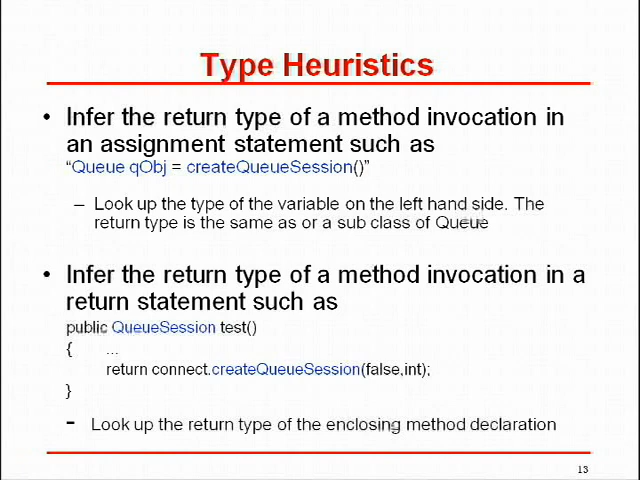 Type Heuristics
• Infer the return type of a method invocation in
an assignment statement such as
“Queue qObj = createQueueSession()”
– Look up the type of the variable on the left hand side. The
return type is the same as or a sub class of Queue
• Infer the return type of a method invocation in a
return statement such as
public QueueSession test()
{ ...
return connect.createQueueSession(false,int);
}
- Look up the return type of the enclosing method declaration
13